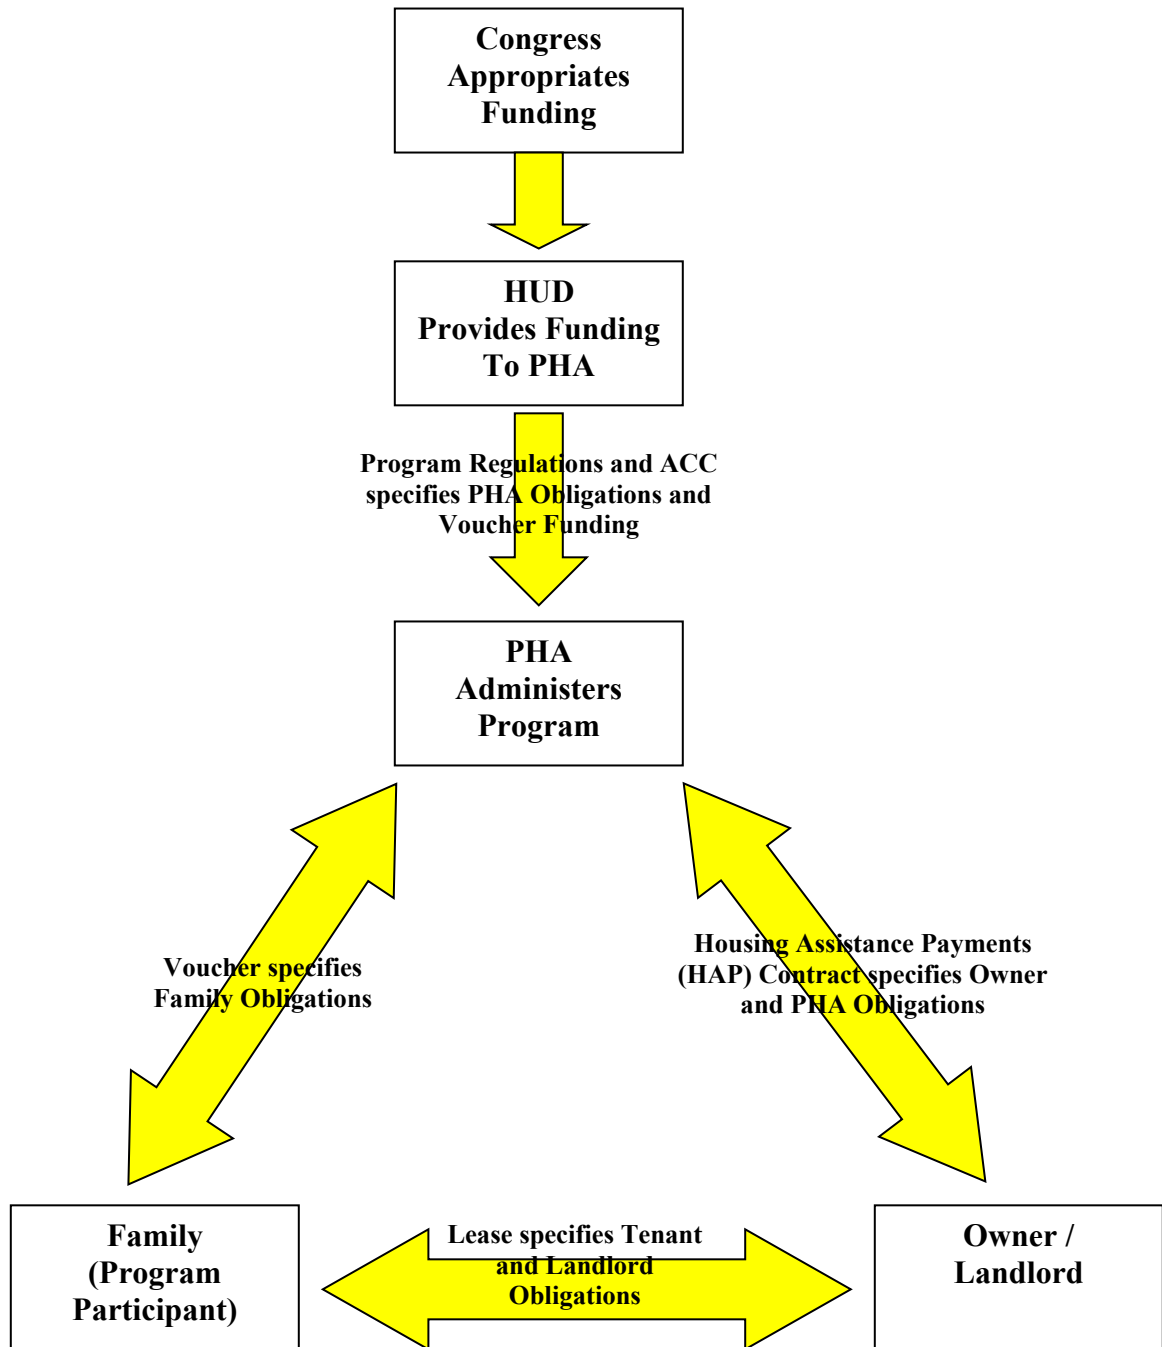 Congress
Appropriates
Funding
HUD
Provides Funding
To PHA
Program Regulations and ACC
specifies PHA Obligations and
Voucher Funding
PHA
Administers
Program
Voucher specifies
Family Obligations
Housing Assistance Payments
(HAP) Contract specifies Owner
and PHA Obligations
Family
(Program
Participant)
Lease specifies Tenant
and Landlord
Obligations
Owner /
Landlord